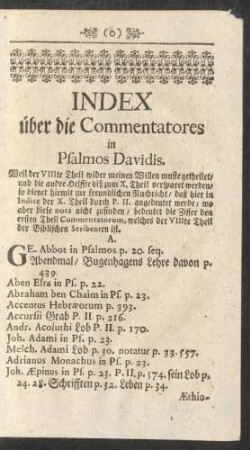 (o)
INDEX
über die Commentatores
in
Psalmos Davidis.
Weil der VIIIte Theil wider meinen Willen muste getheilet,
und die andre Helffte biß zum X. Theil versparet werden,
so dienet hiemit zur freundlichen Nachricht, daß hier im
Indice der X. Theil durch P. II. angedeutet werde, wo
aber diese nota nicht zufinden, bedeutet die Ziffer den
ersten Theil Commentatorum, welches der VIIIte Theil
der Biblischen Scribenten ist.
A.
GE. Abbot in Psalmos p. 20. seq.
Abendmal/ Bugenhagens Lehre davon p.
439
Aben Esra in Ps. p. 22.
Abraham ben Chaim in Ps. p. 23.
Accentus Hebræorum p. 393.
Accursii Grab P. II. p. 216.
Andr. Acoluthi Lob P. II. p. 170.
Joh. Adami in Ps. p. 23.
Melch. Adami Lob p. 30. notatur p. 33. 557.
Adrianus Monachus in Ps. p. 23.
Joh. Æpinus in Ps. p. 23. P. II. p. 574. sein Lob p.
24. 28. Schrifften p. 32. Leben p. 34.
Æthio-